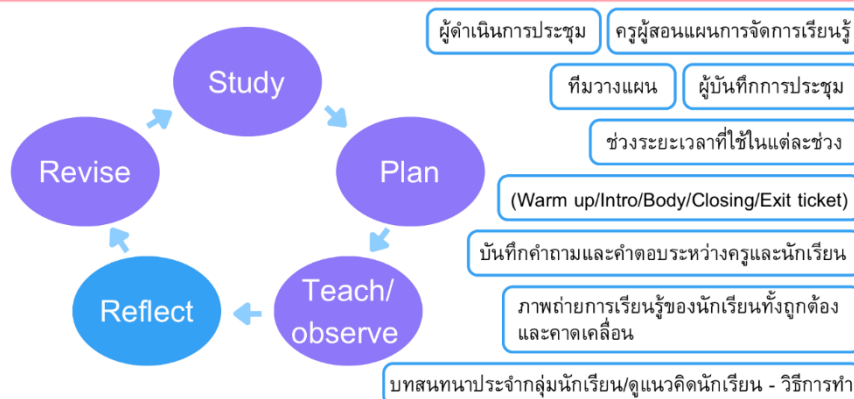 Study
Plan
Teach/
observe
Reflect
Revise
ผู้ดำเนินการประชุม
ครูผู้สอนแผนการจัดการเรียนรู้
ทีมวางแผน
ผู้บันทึกการประชุม
ช่วงระยะเวลาที่ใช้ในแต่ละช่วง
(Warm up/Intro/Body/Closing/Exit ticket)
บันทึกคำถามและคำตอบระหว่างครูและนักเรียน
ภาพถ่ายการเรียนรู้ของนักเรียนทั้งถูกต้อง
และคาดเคลื่อน
บทสนทนาประจำกลุ่มนักเรียน/ดูแนวคิดนักเรียน - วิธีการทำ